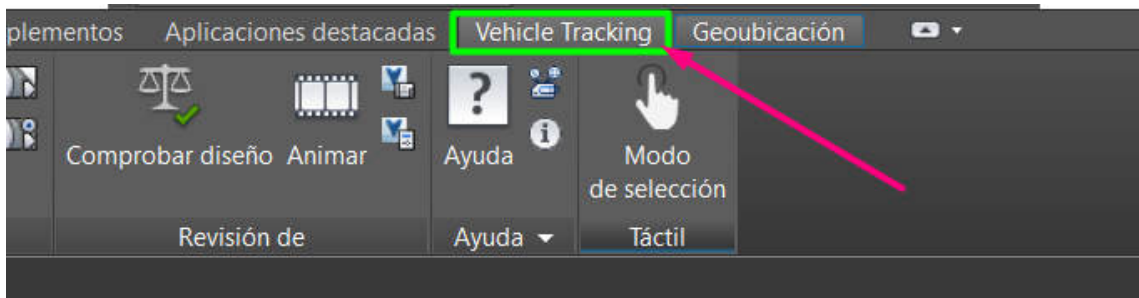 plementos Aplicaciones destacadas Vehicle Tracking Geoubicación
Comprobar diseño Animar Ayuda Modo
de selección
Revisión de Ayuda Táctil